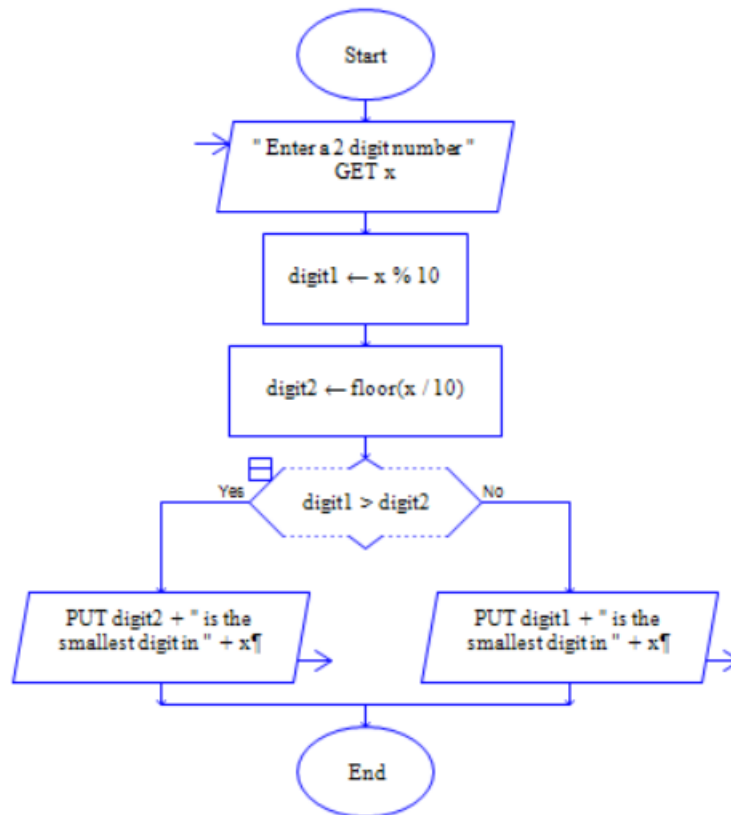 Start
" Enter a 2 digit number "
GET x
digit1 ← x % 10
digit2 ← floor(x / 10)
Yes
digit1 > digit2
No
PUT digit2 + " is the
smallest digit in " + x¶
PUT digit1 + " is the
smallest digit in " + x¶
End